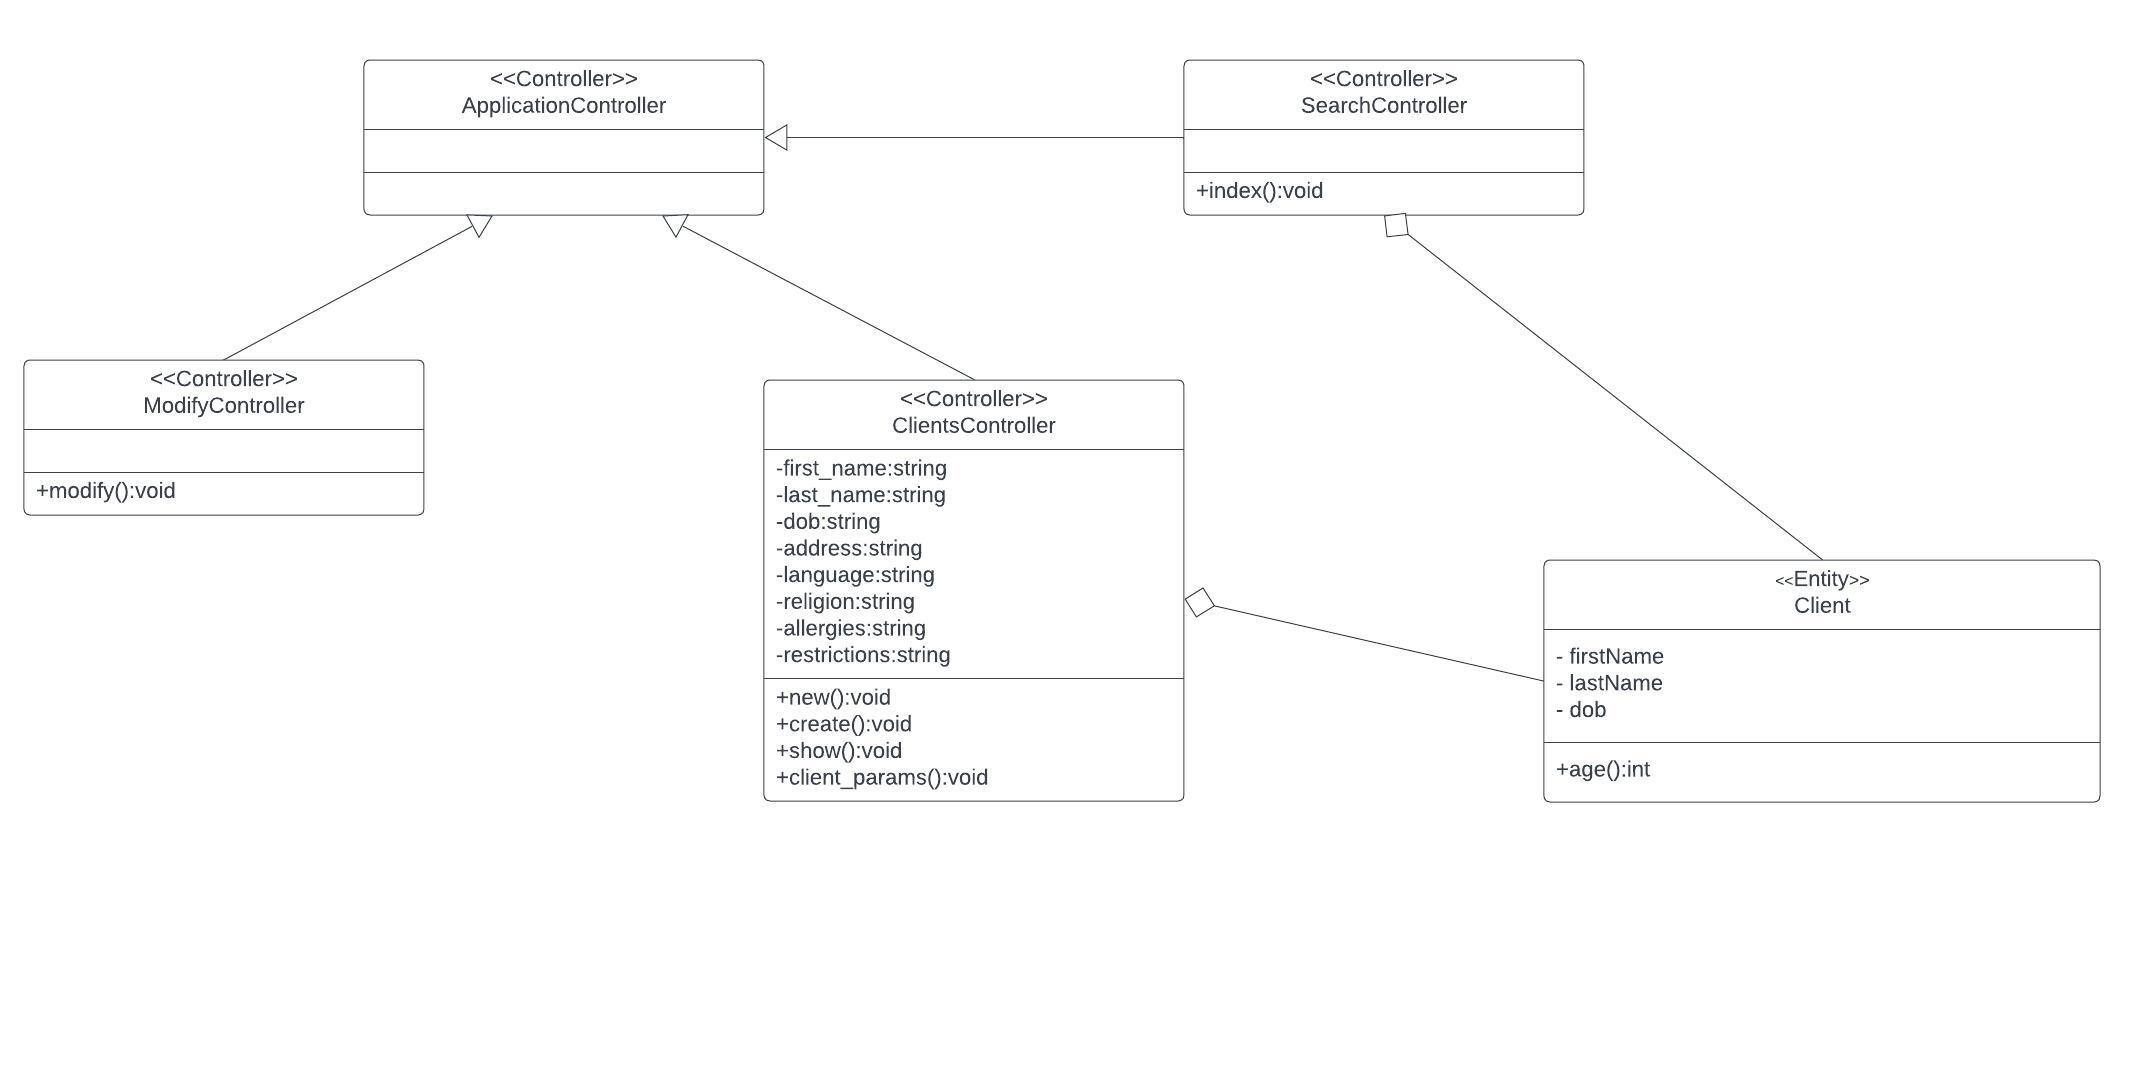 <<Controller>>
ApplicationController
<<Controller>>
SearchController
+index():void
<<Controller>>
ModifyController
+modify():void
<<Controller>>
ClientsController
-first_name:string
-last_name:string
-dob:string
-address:string
-language:string
-religion:string
-allergies:string
-restrictions:string
+new():void
+create():void
+show():void
+client_params():void
<<Entity>>
Client
- firstName
- lastName
- dob
+age():int